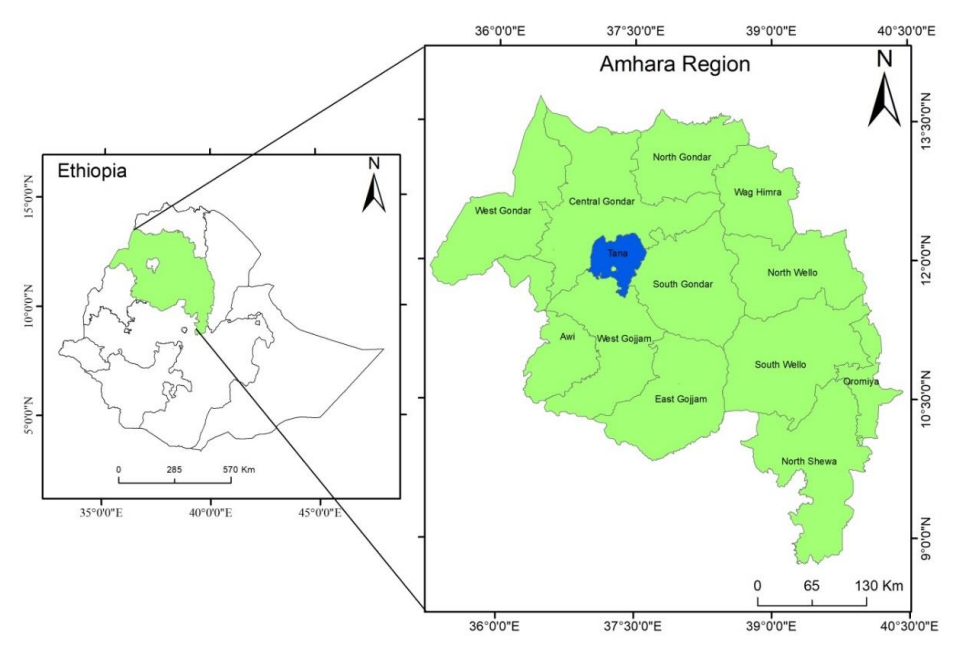 Ethiopia
N
15°0'0"N
10°0'0"N
5°0'0"N
0 285 570 Km
35°0'0"E 40°0'0"E 45°0'0"E
36°0'0"E 37°30'0"E 39°0'0"E 40°30'0"E
Amhara Region
N
North Gondar
Wag Himra
Central Gondar
West Gondar
Tana
North Wello
South Gondar
Awi
West Gojjam
South Wello
Oromiya
East Gojjam
North Shewa
13°30'0"N
12°0'0"N
10°30'0"N
9°0'0"N
0 65 130 Km
36°0'0"E 37°30'0"E 39°0'0"E 40°30'0"E